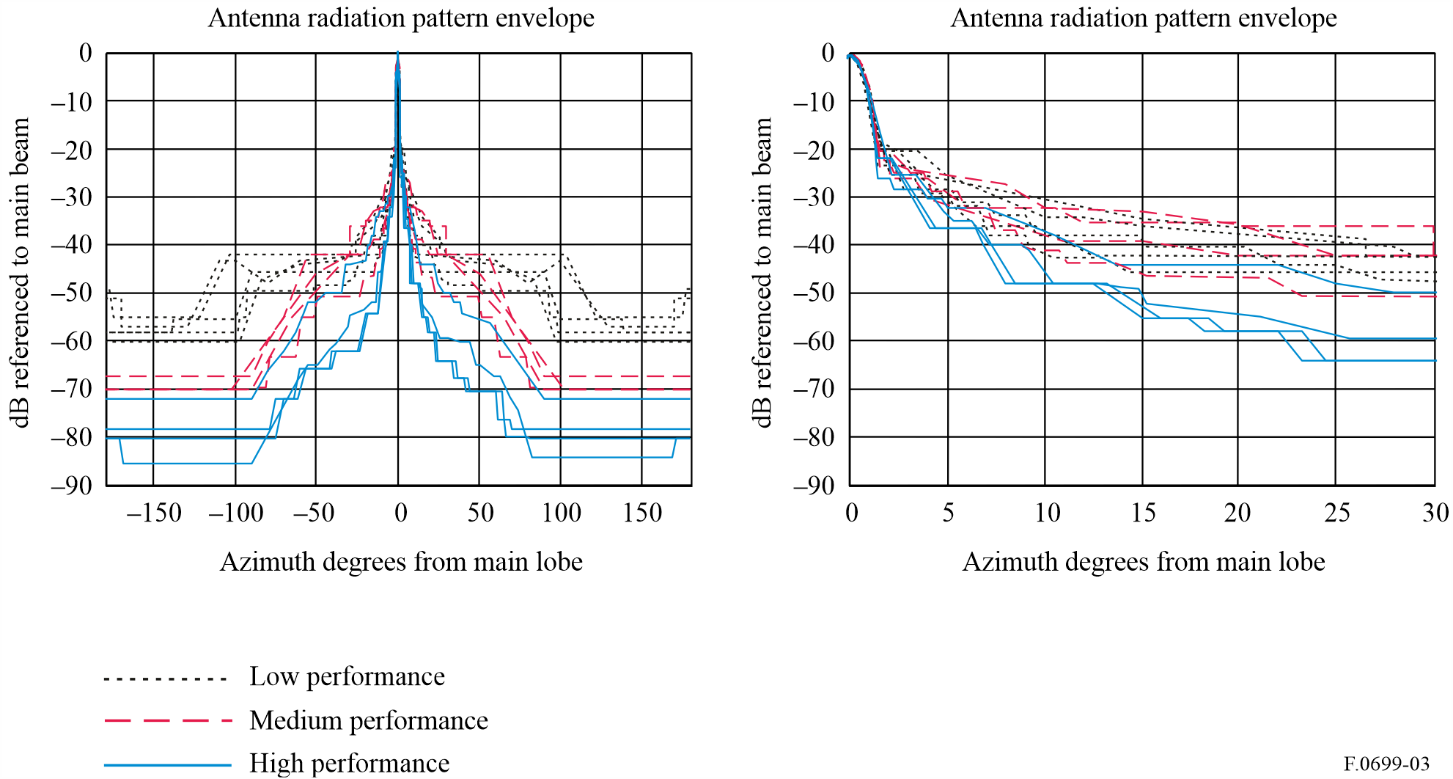 Antenna radiation pattern envelope
dB referenced to main beam
0
–10
–20
–30
–40
–50
–60
–70
–80
–90
–150 –100 –50 0 50 100 150
Azimuth degrees from main lobe
Antenna radiation pattern envelope
dB referenced to main beam
0
–10
–20
–30
–40
–50
–60
–70
–80
–90
0 5 10 15 20 25 30
Azimuth degrees from main lobe
Low performance
Medium performance
High performance
F.0699-03